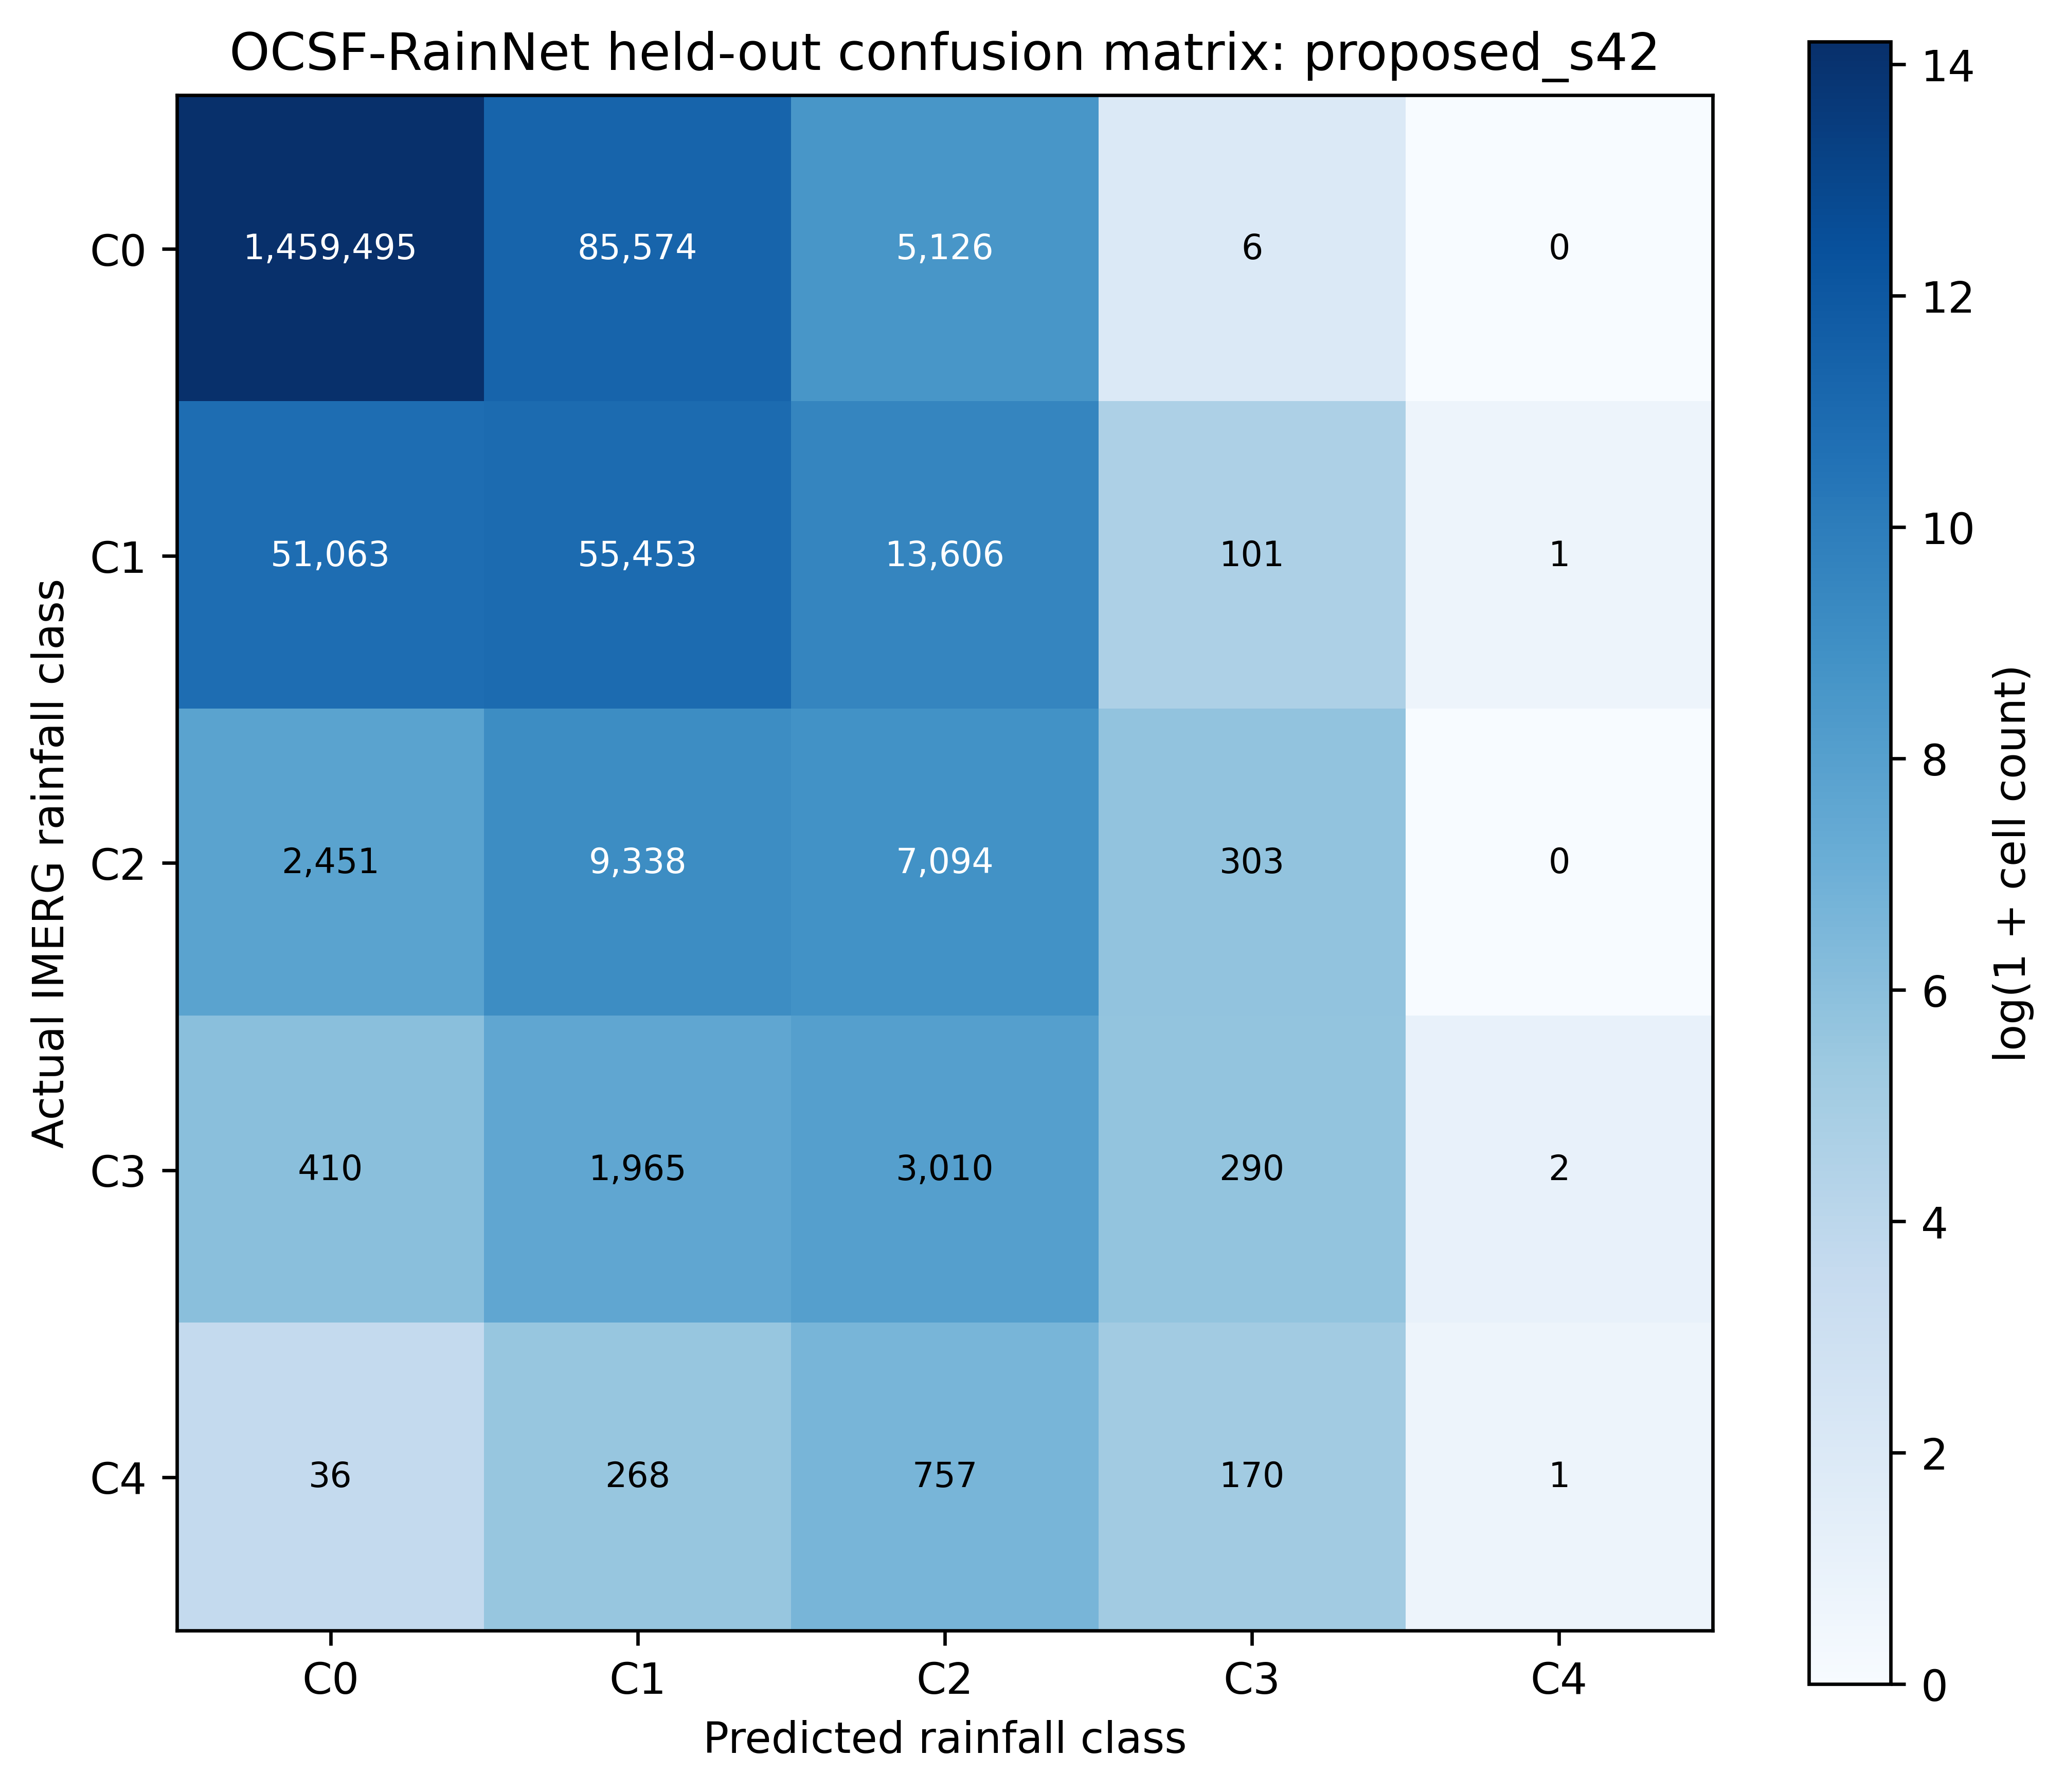 OCSF-RainNet held-out confusion matrix: proposed_s42
Actual IMERG rainfall class
C0
1,459,495 85,574 5,126 6 0
C1
51,063 55,453 13,606 101 1
C2
2,451 9,338 7,094 303 0
C3
410 1,965 3,010 290 2
C4
36 268 757 170 1
C0 C1 C2 C3 C4
Predicted rainfall class
14
12
10
8
6
4
2
0
log(1 + cell count)